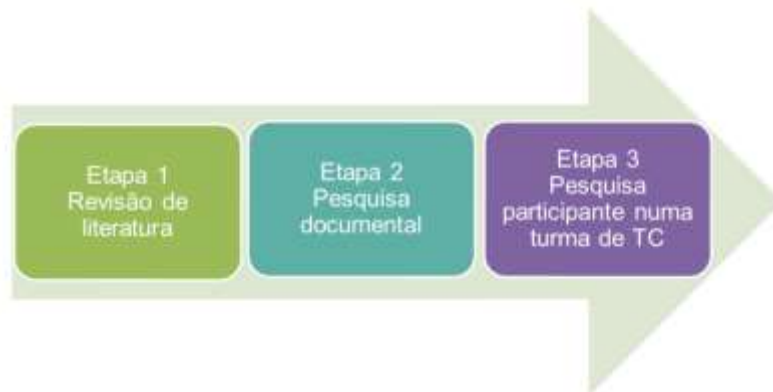 Etapa 1
Revisão de
literatura
Etapa 2
Pesquisa
documental
Etapa 3
Pesquisa
participante numa
turma de TC